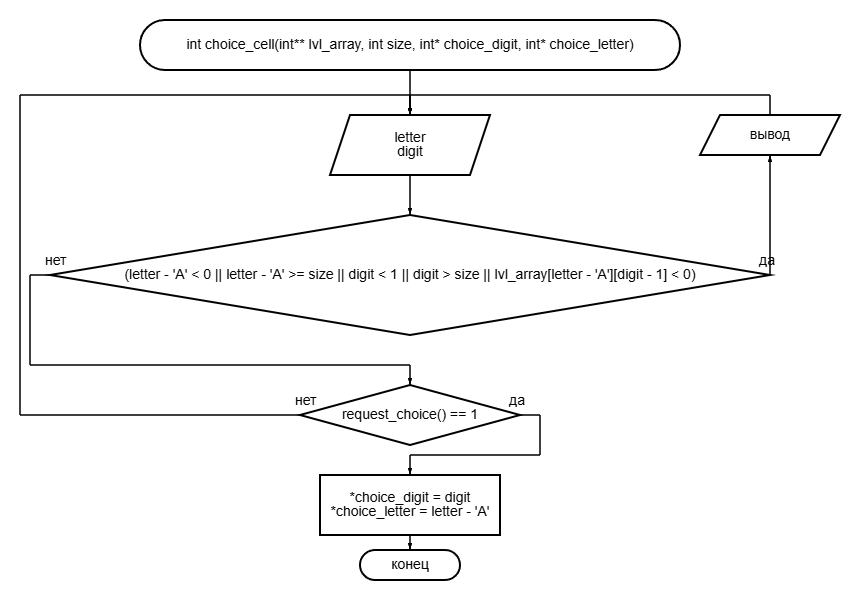 int choice_cell(int** lvl_array, int size, int* choice_digit, int* choice_letter)
letter
digit
вывод
нет
да
(letter - 'A' < 0 || letter - 'A' >= size || digit < 1 || digit > size || lvl_array[letter - 'A'][digit - 1] < 0)
нет
да
request_choice() == 1
*choice_digit = digit
*choice_letter = letter - 'A'
конец